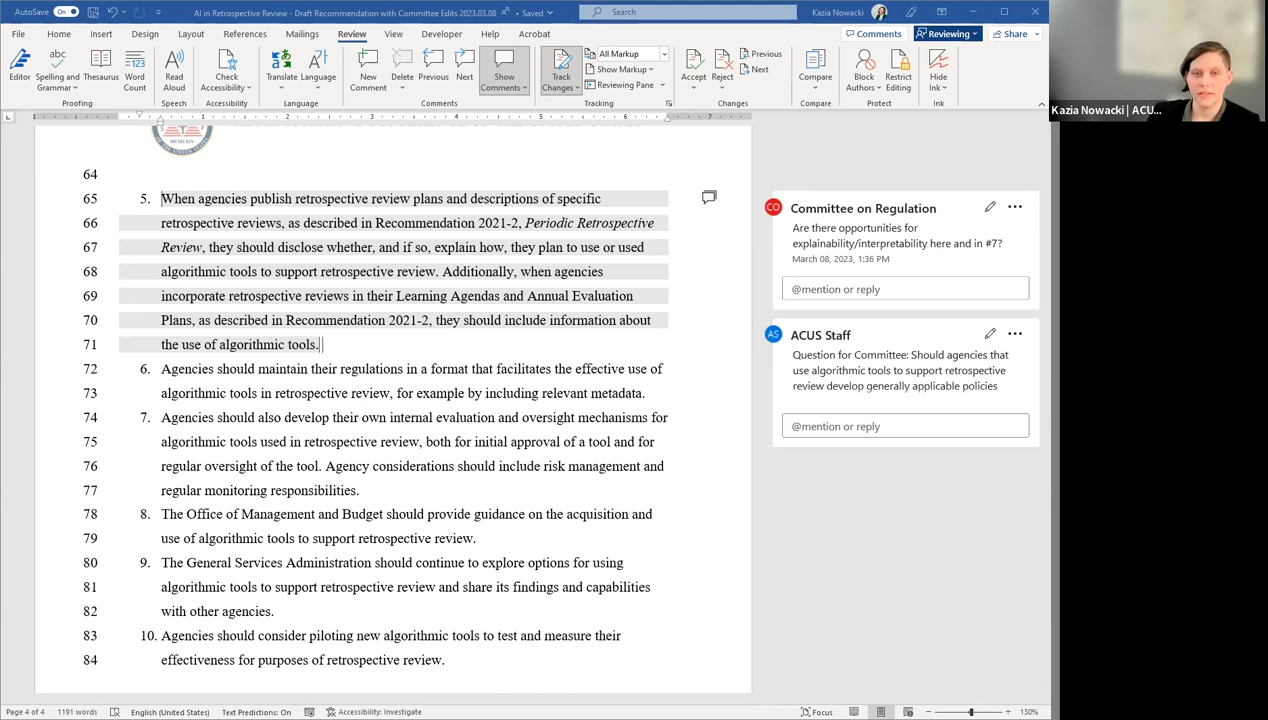 AutoSave On AI in Retrospective Review - Draft Recommendation with Committee Edits 2023.03.08 • Saved Search Kazia Nowacki
File Home Insert Design Layout References Mailings Review View Developer Help Acrobat Comments Reviewing Share
Editor Spelling and Grammar Thesaurus Word Count Read Aloud Check Accessibility Translate Language New Comment Delete Previous Next Show Comments Track Changes All Markup Show Markup Reviewing Pane Accept Reject Previous Next Compare Block Authors Restrict Editing Hide Ink
Proofing Speech Accessibility Language Comments Tracking Changes Compare Protect Ink
Kazia Nowacki | ACU...
1 1 2 3 4 5 6 7
MCMLXIV
64
65 5. When agencies publish retrospective review plans and descriptions of specific
66 retrospective reviews, as described in Recommendation 2021-2, Periodic Retrospective
67 Review, they should disclose whether, and if so, explain how, they plan to use or used
68 algorithmic tools to support retrospective review. Additionally, when agencies
69 incorporate retrospective reviews in their Learning Agendas and Annual Evaluation
70 Plans, as described in Recommendation 2021-2, they should include information about
71 the use of algorithmic tools.
72 6. Agencies should maintain their regulations in a format that facilitates the effective use of
73 algorithmic tools in retrospective review, for example by including relevant metadata.
74 7. Agencies should also develop their own internal evaluation and oversight mechanisms for
75 algorithmic tools used in retrospective review, both for initial approval of a tool and for
76 regular oversight of the tool. Agency considerations should include risk management and
77 regular monitoring responsibilities.
78 8. The Office of Management and Budget should provide guidance on the acquisition and
79 use of algorithmic tools to support retrospective review.
80 9. The General Services Administration should continue to explore options for using
81 algorithmic tools to support retrospective review and share its findings and capabilities
82 with other agencies.
83 10. Agencies should consider piloting new algorithmic tools to test and measure their
84 effectiveness for purposes of retrospective review.
CO Committee on Regulation
Are there opportunities for
explainability/interpretability here and in #7?
March 08, 2023, 1:36 PM
@mention or reply
AS ACUS Staff
Question for Committee: Should agencies that
use algorithmic tools to support retrospective
review develop generally applicable policies
@mention or reply
Page 4 of 4 1191 words English (United States) Text Predictions: On Accessibility: Investigate Focus 130%